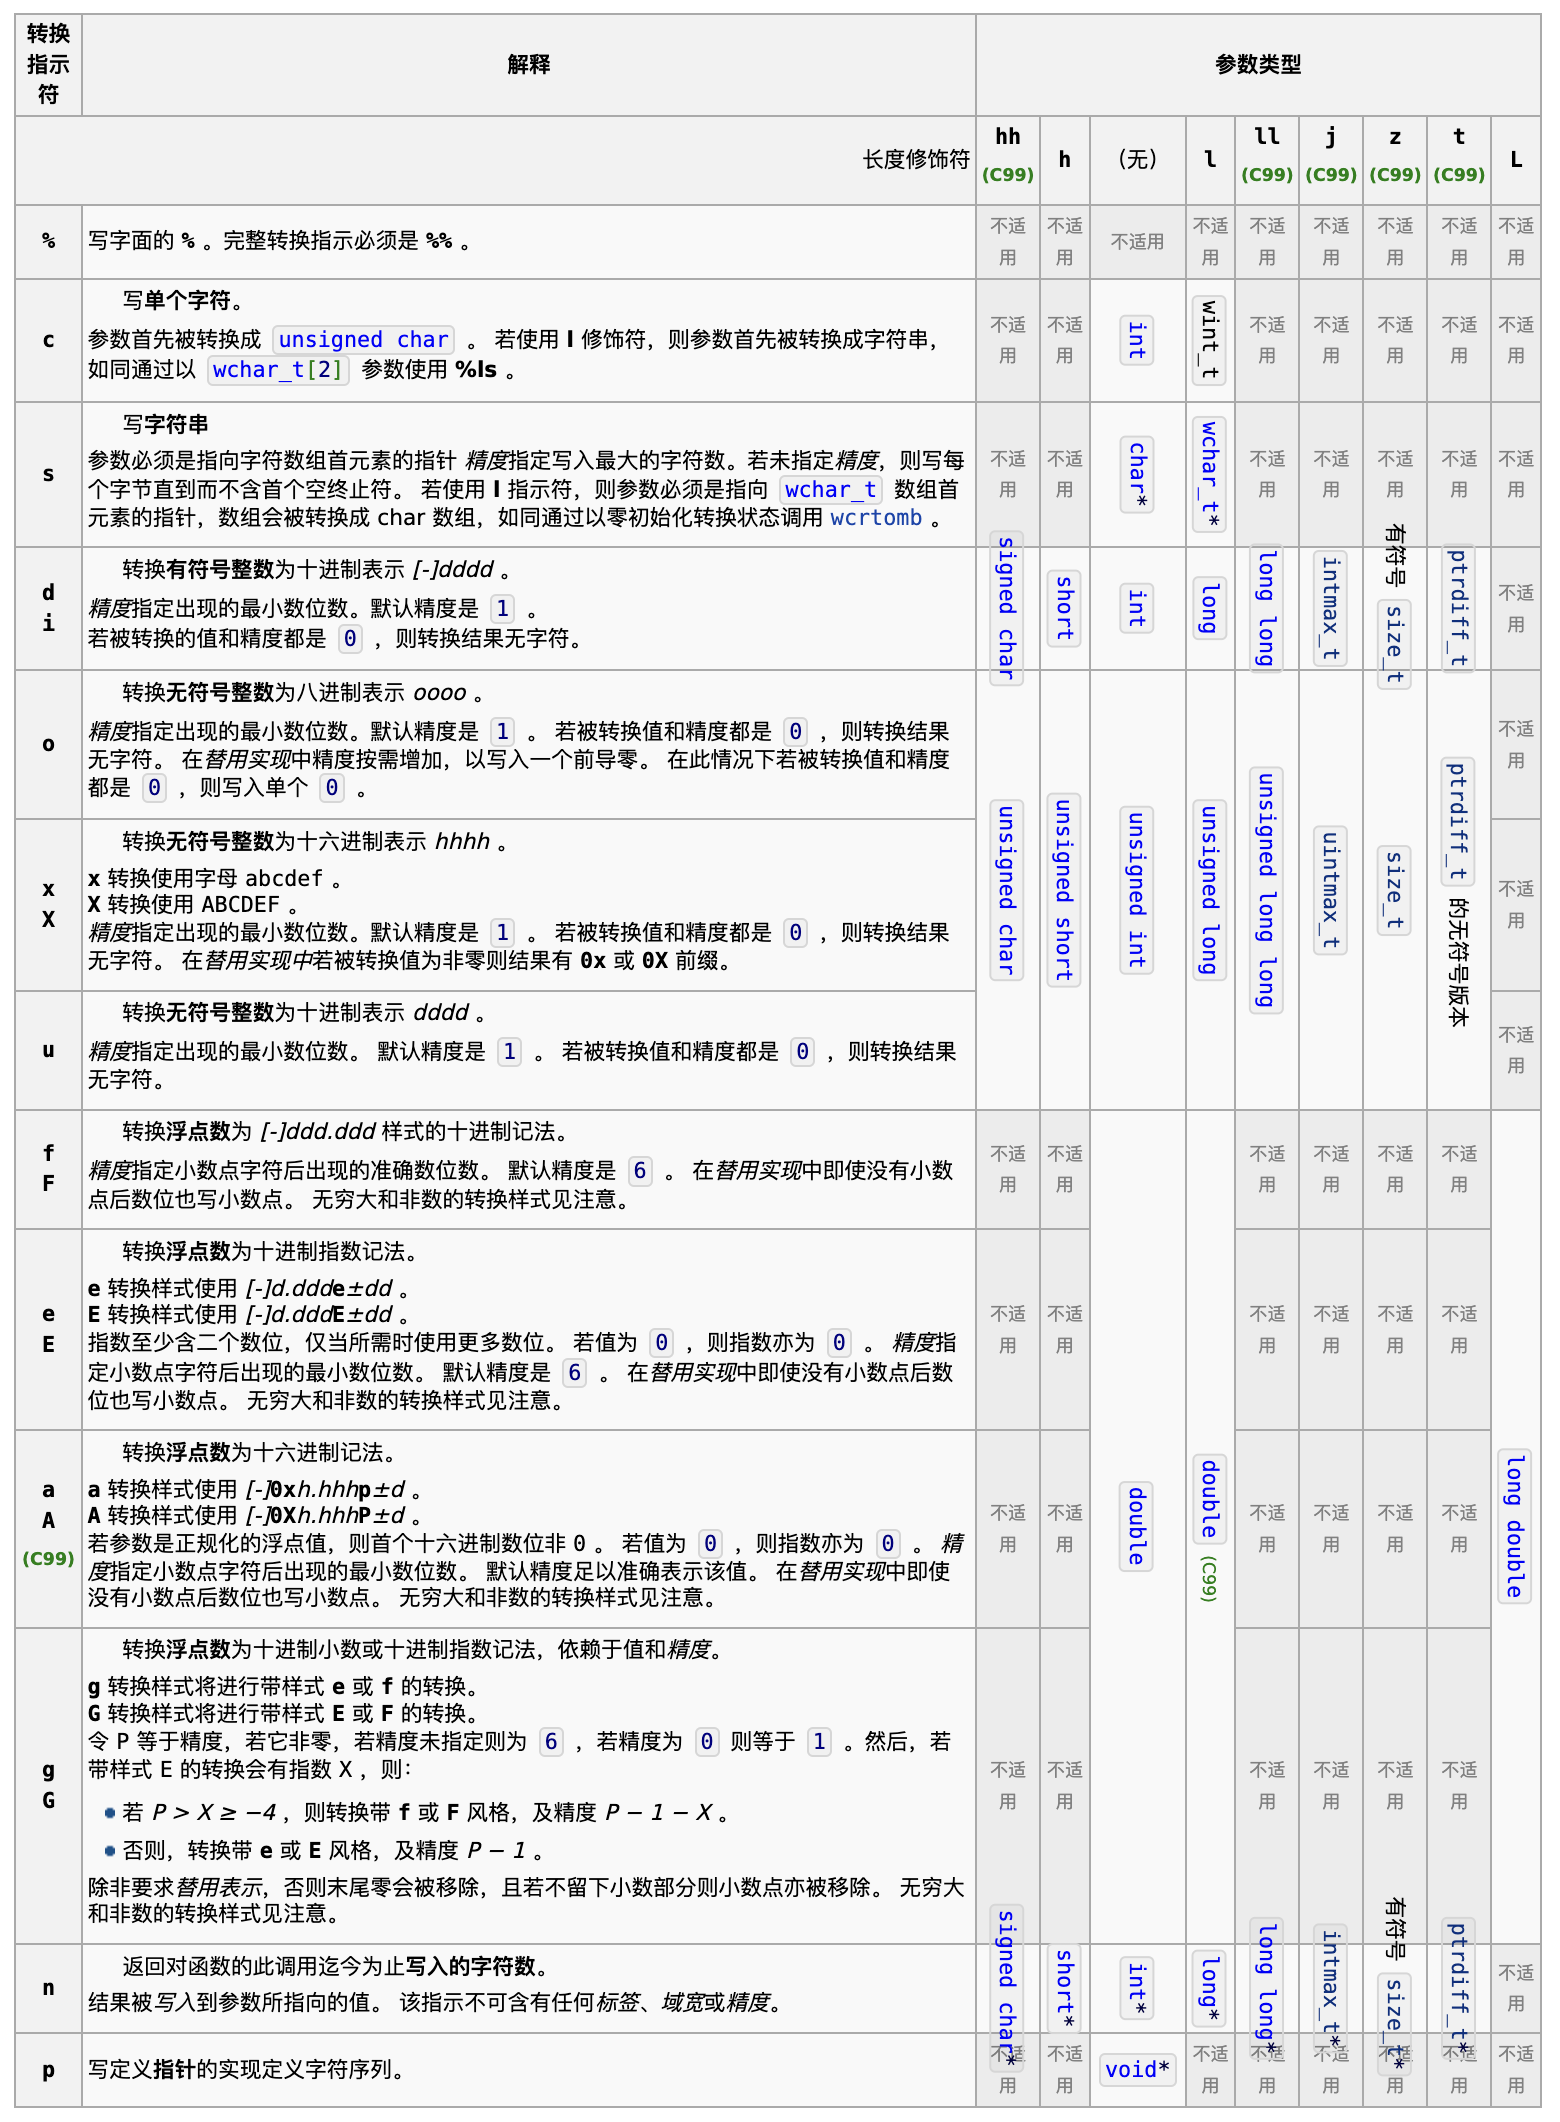 转换
指示
符
解释
参数类型
长度修饰符
hh
(C99)
h
（无）
l
ll
(C99)
j
(C99)
z
(C99)
t
(C99)
L
%
写字面的 % 。完整转换指示必须是 %% 。
不适
用
不适
用
不适用
不适
用
不适
用
不适
用
不适
用
不适
用
不适
用
c
写单个字符。
参数首先被转换成 unsigned char 。 若使用 l 修饰符，则参数首先被转换成字符串，
如同通过以 wchar_t[2] 参数使用 %ls 。
不适
用
不适
用
int
wint_t
不适
用
不适
用
不适
用
不适
用
不适
用
s
写字符串
参数必须是指向字符数组首元素的指针 精度指定写入最大的字符数。若未指定精度，则写每
个字节直到而不含首个空终止符。 若使用 l 指示符，则参数必须是指向 wchar_t 数组首
元素的指针，数组会被转换成 char 数组，如同通过以零初始化转换状态调用 wcrtomb 。
不适
用
不适
用
char*
wchar_t*
不适
用
不适
用
不适
用
不适
用
不适
用
d
i
转换有符号整数为十进制表示 [-]dddd 。
精度指定出现的最小数位数。默认精度是 1 。
若被转换的值和精度都是 0 ，则转换结果无字符。
signed char
short
int
long
long long
intmax_t
有符号 size_t
ptrdiff_t
不适
用
o
转换无符号整数为八进制表示 oooo 。
精度指定出现的最小数位数。默认精度是 1 。 若被转换值和精度都是 0 ，则转换结果
无字符。 在替用实现中精度按需增加，以写入一个前导零。 在此情况下若被转换值和精度
都是 0 ，则写入单个 0 。
unsigned char
unsigned short
unsigned int
unsigned long
unsigned long long
uintmax_t
size_t
ptrdiff_t 的无符号版本
不适
用
x
X
转换无符号整数为十六进制表示 hhhh 。
x 转换使用字母 abcdef 。
X 转换使用 ABCDEF 。
精度指定出现的最小数位数。默认精度是 1 。 若被转换值和精度都是 0 ，则转换结果
无字符。 在替用实现中若被转换值为非零则结果有 0x 或 0X 前缀。
不适
用
u
转换无符号整数为十进制表示 dddd 。
精度指定出现的最小数位数。 默认精度是 1 。 若被转换值和精度都是 0 ，则转换结果
无字符。
不适
用
f
F
转换浮点数为 [-]ddd.ddd 样式的十进制记法。
精度指定小数点字符后出现的准确数位数。 默认精度是 6 。 在替用实现中即使没有小数
点后数位也写小数点。 无穷大和非数的转换样式见注意。
不适
用
不适
用
double
double (C99)
不适
用
不适
用
不适
用
不适
用
long double
e
E
转换浮点数为十进制指数记法。
e 转换样式使用 [-]d.ddde±dd 。
E 转换样式使用 [-]d.dddE±dd 。
指数至少含二个数位，仅当所需时使用更多数位。 若值为 0 ，则指数亦为 0 。 精度指
定小数点字符后出现的最小数位数。 默认精度是 6 。 在替用实现中即使没有小数点后数
位也写小数点。 无穷大和非数的转换样式见注意。
不适
用
不适
用
不适
用
不适
用
不适
用
不适
用
a
A
(C99)
转换浮点数为十六进制记法。
a 转换样式使用 [-]0xh.hhhp±d 。
A 转换样式使用 [-]0Xh.hhhP±d 。
若参数是正规化的浮点值，则首个十六进制数位非 0 。 若值为 0 ，则指数亦为 0 。 精
度指定小数点字符后出现的最小数位数。 默认精度足以准确表示该值。 在替用实现中即使
没有小数点后数位也写小数点。 无穷大和非数的转换样式见注意。
不适
用
不适
用
不适
用
不适
用
不适
用
不适
用
g
G
转换浮点数为十进制小数或十进制指数记法，依赖于值和精度。
g 转换样式将进行带样式 e 或 f 的转换。
G 转换样式将进行带样式 E 或 F 的转换。
令 P 等于精度，若它非零，若精度未指定则为 6 ，若精度为 0 则等于 1 。然后，若
带样式 E 的转换会有指数 X ，则：
若 P > X ≥ −4 ，则转换带 f 或 F 风格，及精度 P − 1 − X 。
否则，转换带 e 或 E 风格，及精度 P − 1 。
除非要求替用表示，否则末尾零会被移除，且若不留下小数部分则小数点亦被移除。 无穷大
和非数的转换样式见注意。
不适
用
不适
用
不适
用
不适
用
不适
用
不适
用
n
返回对函数的此调用迄今为止写入的字符数。
结果被写入到参数所指向的值。 该指示不可含有任何标签、域宽或精度。
signed char*
short*
int*
long*
long long*
intmax_t*
有符号 size_t*
ptrdiff_t*
不适
用
p
写定义指针的实现定义字符序列。
不适
用
不适
用
void*
不适
用
不适
用
不适
用
不适
用
不适
用
不适
用